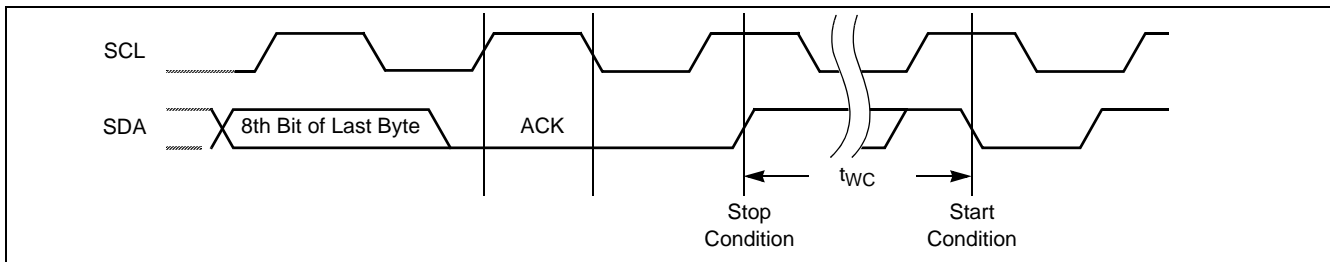 SCL
SDA
8th Bit of Last Byte
ACK
tWC
Stop
Condition
Start
Condition